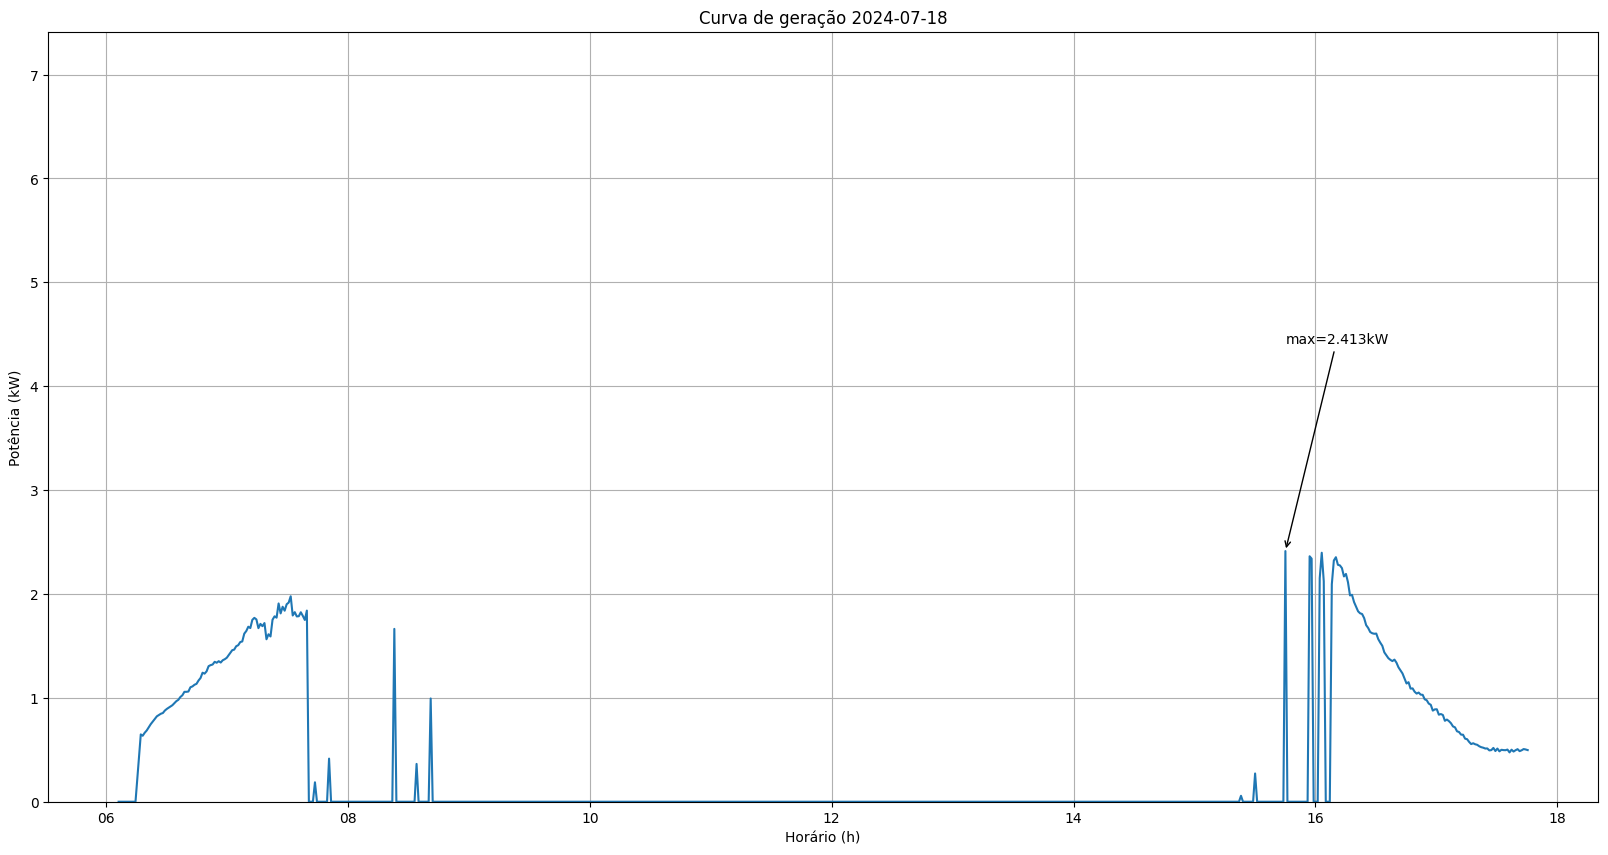 Curva de geração 2024-07-18
7
6
5
4
3
2
1
0
Potência (kW)
max=2.413kW
06 08 10 12 14 16 18
Horário (h)